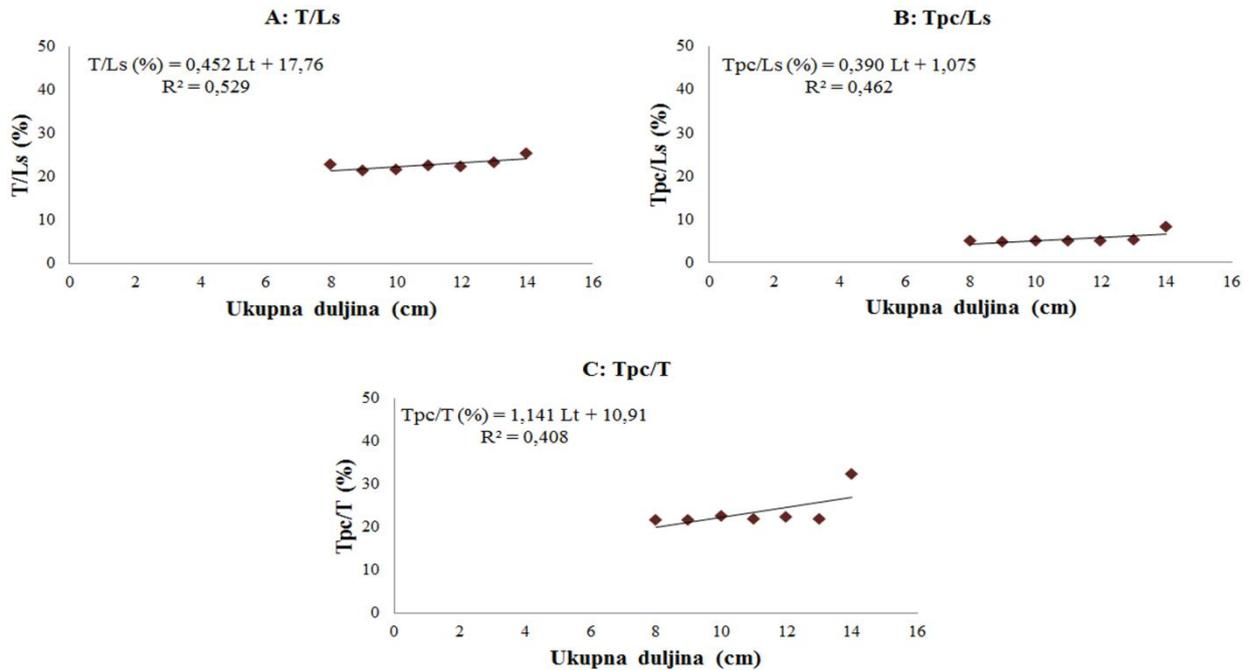 A: T/Ls
T/Ls (%) = 0,452 Lt + 17,76
R² = 0,529
T/Ls (%)
50
40
30
20
10
0
0 2 4 6 8 10 12 14 16
Ukupna duljina (cm)
B: Tpc/Ls
Tpc/Ls (%) = 0,390 Lt + 1,075
R² = 0,462
Tpc/Ls (%)
50
40
30
20
10
0
0 2 4 6 8 10 12 14 16
Ukupna duljina (cm)
C: Tpc/T
Tpc/T (%) = 1,141 Lt + 10,91
R² = 0,408
Tpc/T (%)
50
40
30
20
10
0
0 2 4 6 8 10 12 14 16
Ukupna duljina (cm)